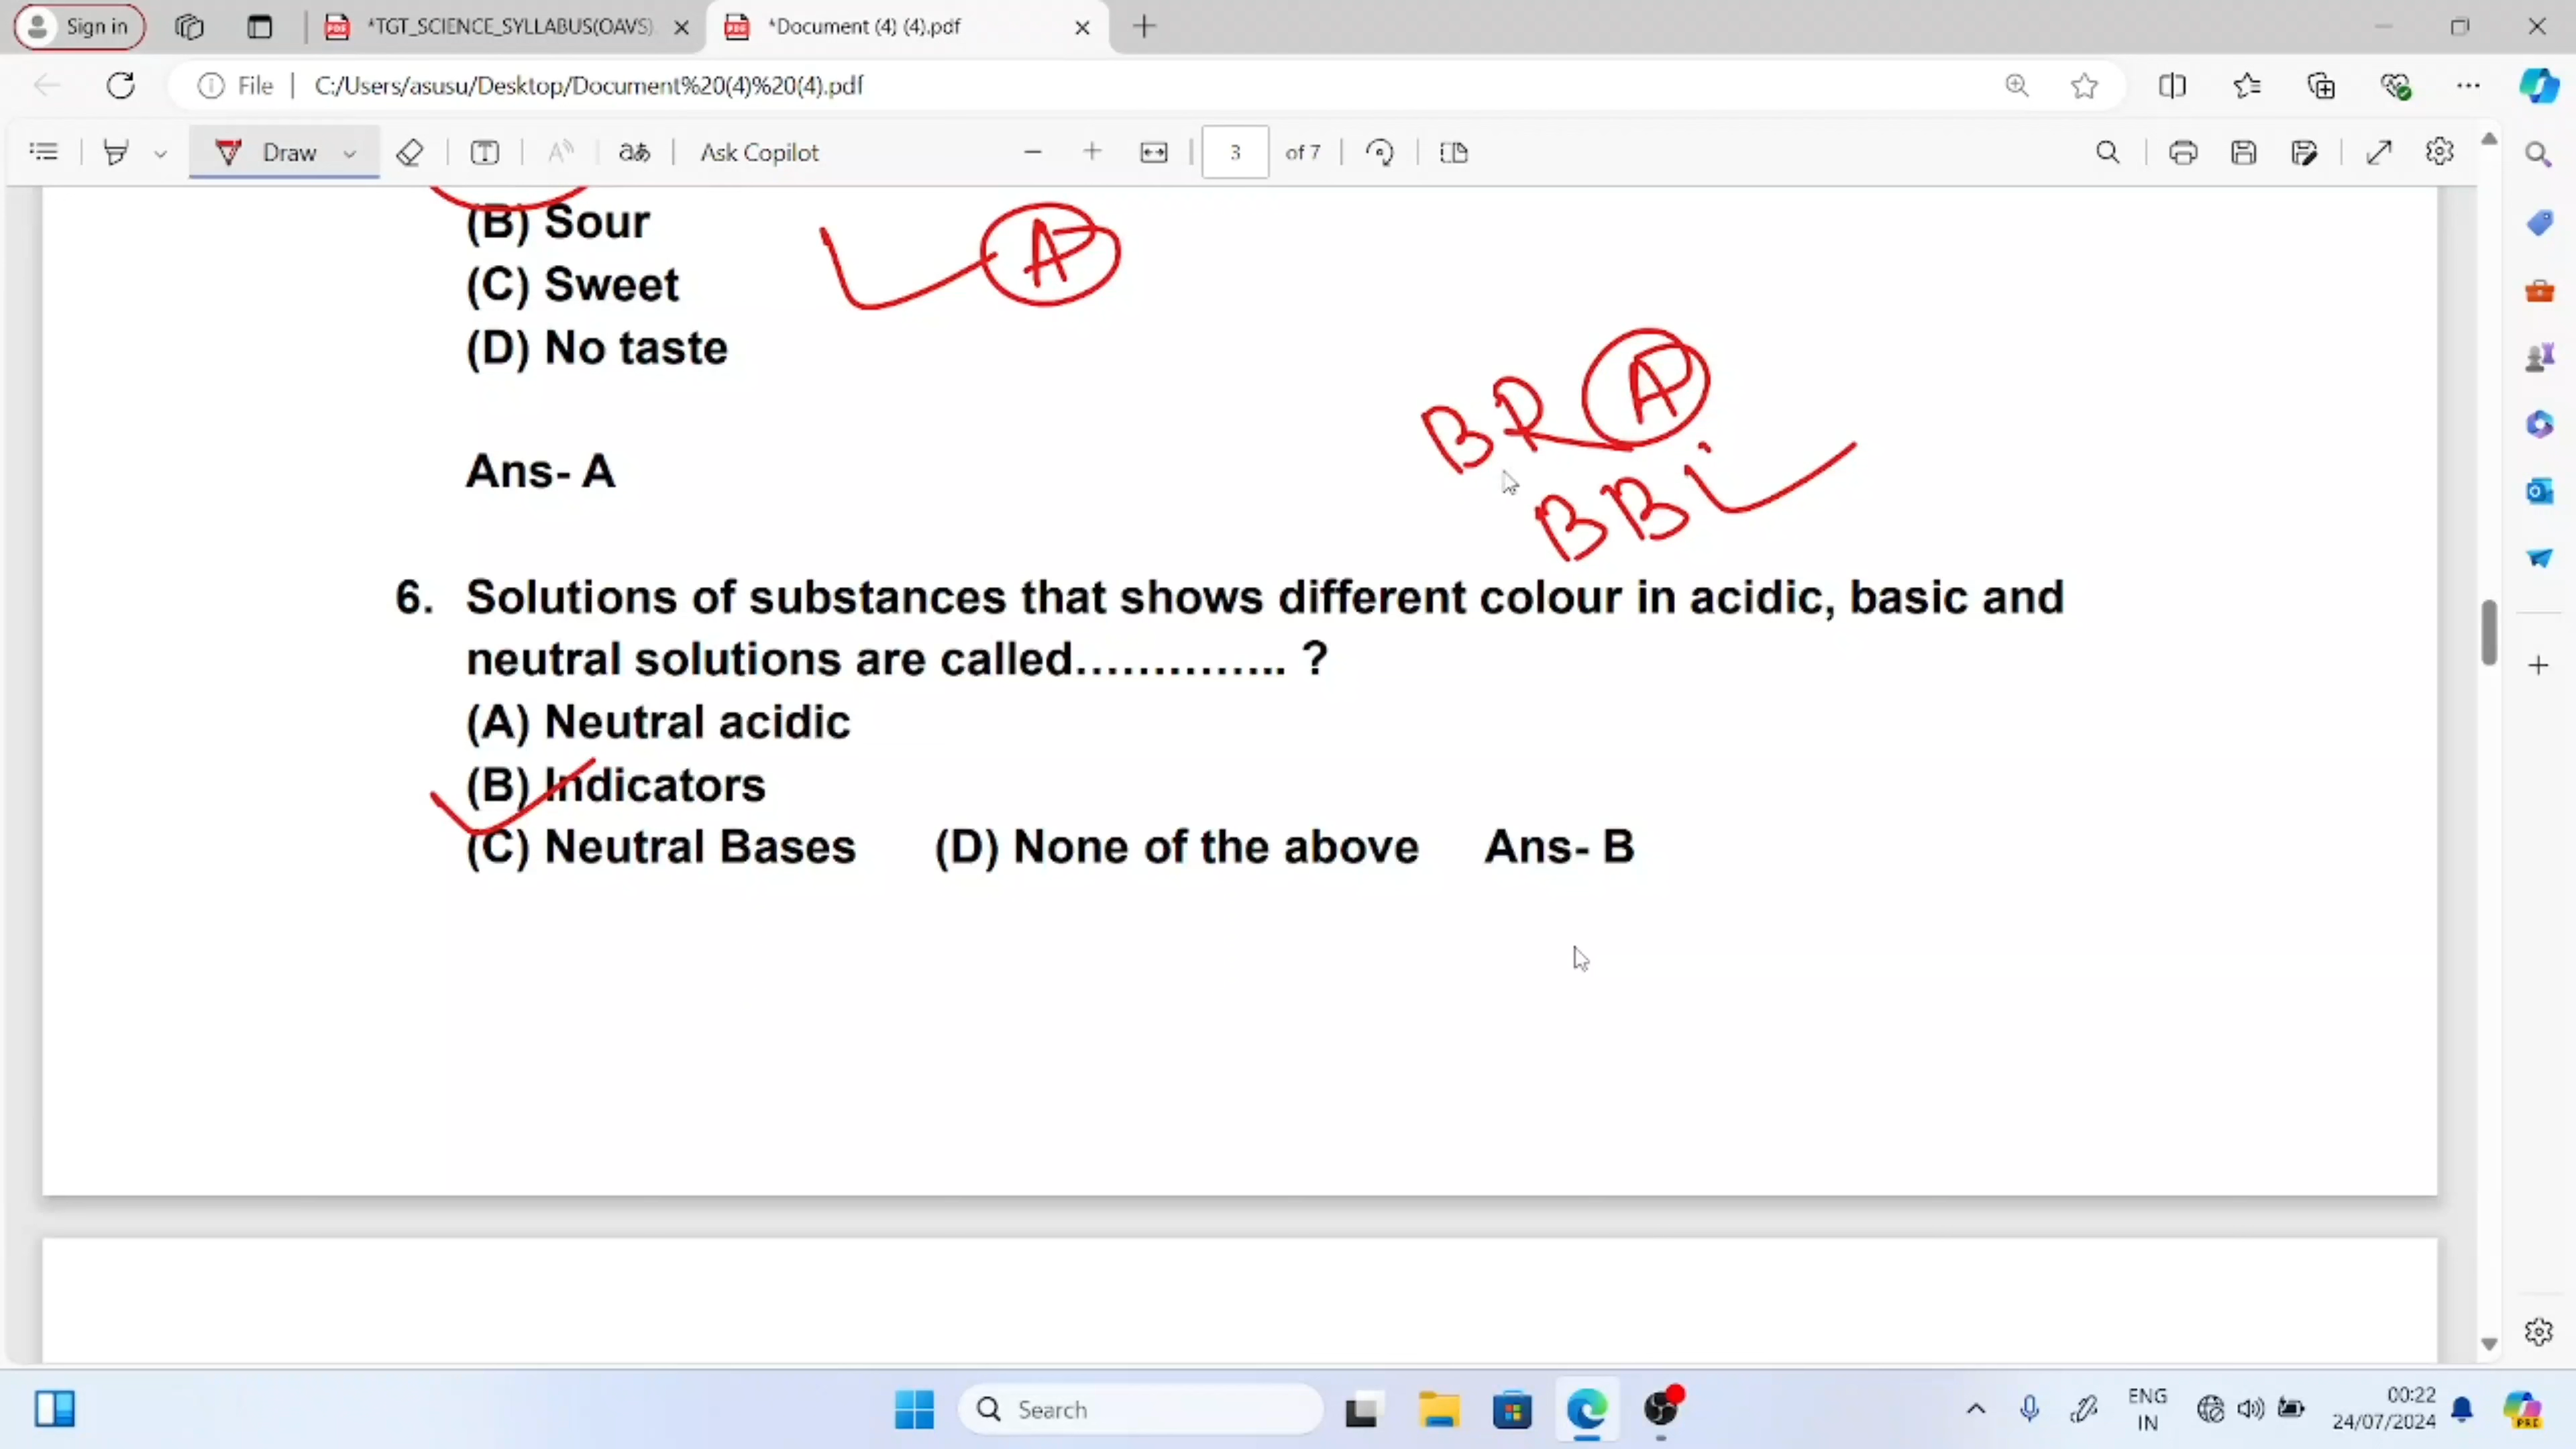 Sign in
*TGT_SCIENCE_SYLLABUS(OAVS)
*Document (4) (4).pdf
File
C:/Users/asusu/Desktop/Document%20(4)%20(4).pdf
Draw
Ask Copilot
3 of 7
(B) Sour
(C) Sweet
(D) No taste
A
BR A
BB
Ans- A
6. Solutions of substances that shows different colour in acidic, basic and
neutral solutions are called………….. ?
(A) Neutral acidic
(B) Indicators
(C) Neutral Bases (D) None of the above Ans- B
Search
ENG
IN
00:22
24/07/2024
PRE